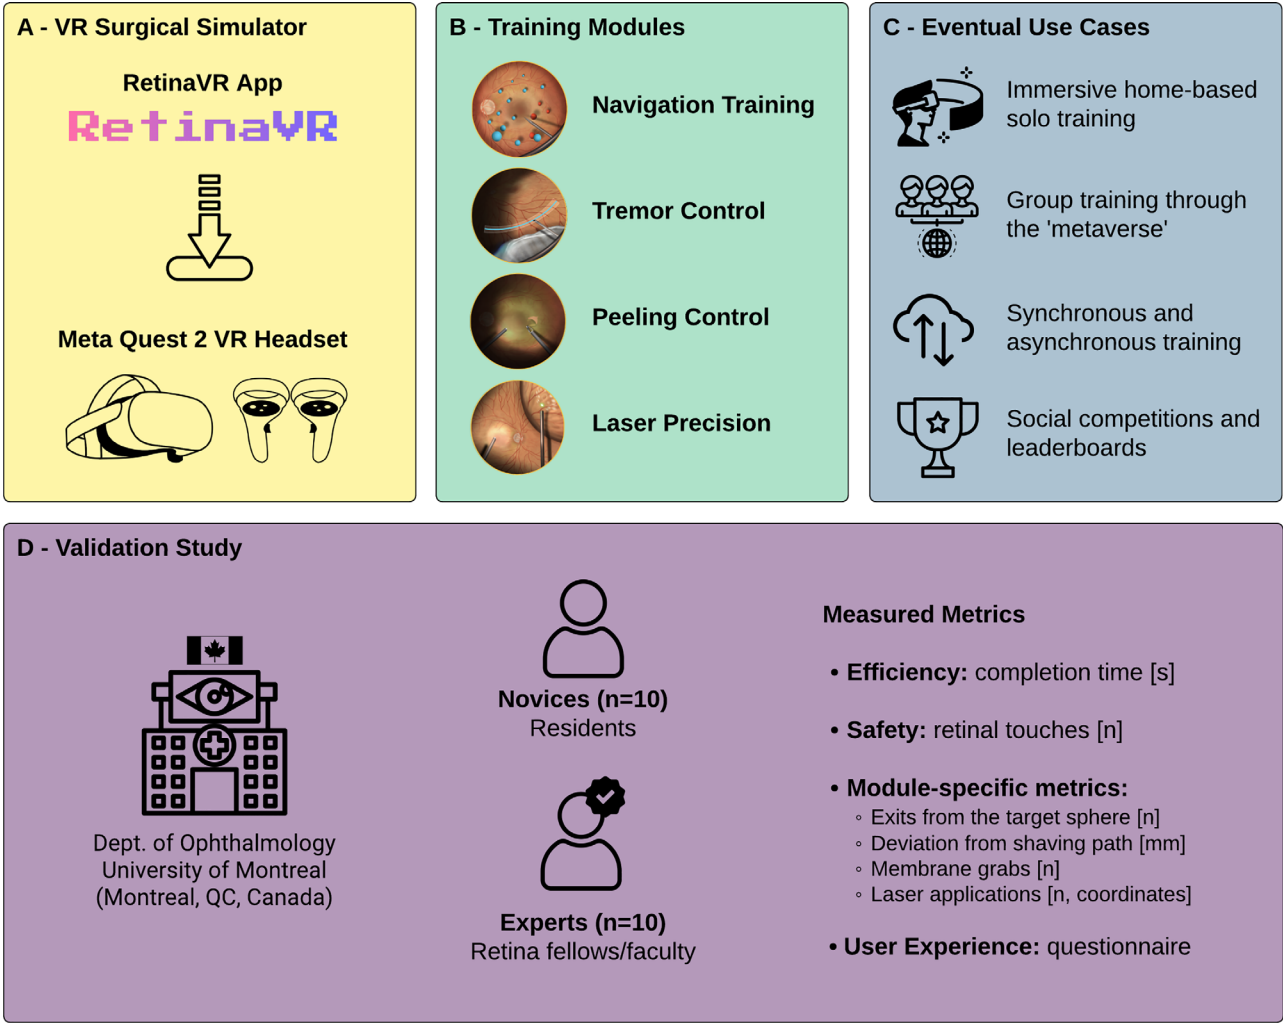 A - VR Surgical Simulator
RetinaVR App
RetinaVR
Meta Quest 2 VR Headset
B - Training Modules
Navigation Training
Tremor Control
Peeling Control
Laser Precision
C - Eventual Use Cases
Immersive home-based
solo training
Group training through
the 'metaverse'
Synchronous and
asynchronous training
Social competitions and
leaderboards
D - Validation Study
Dept. of Ophthalmology
University of Montreal
(Montreal, QC, Canada)
Novices (n=10)
Residents
Experts (n=10)
Retina fellows/faculty
Measured Metrics
• Efficiency: completion time [s]
• Safety: retinal touches [n]
• Module-specific metrics:
◦ Exits from the target sphere [n]
◦ Deviation from shaving path [mm]
◦ Membrane grabs [n]
◦ Laser applications [n, coordinates]
• User Experience: questionnaire